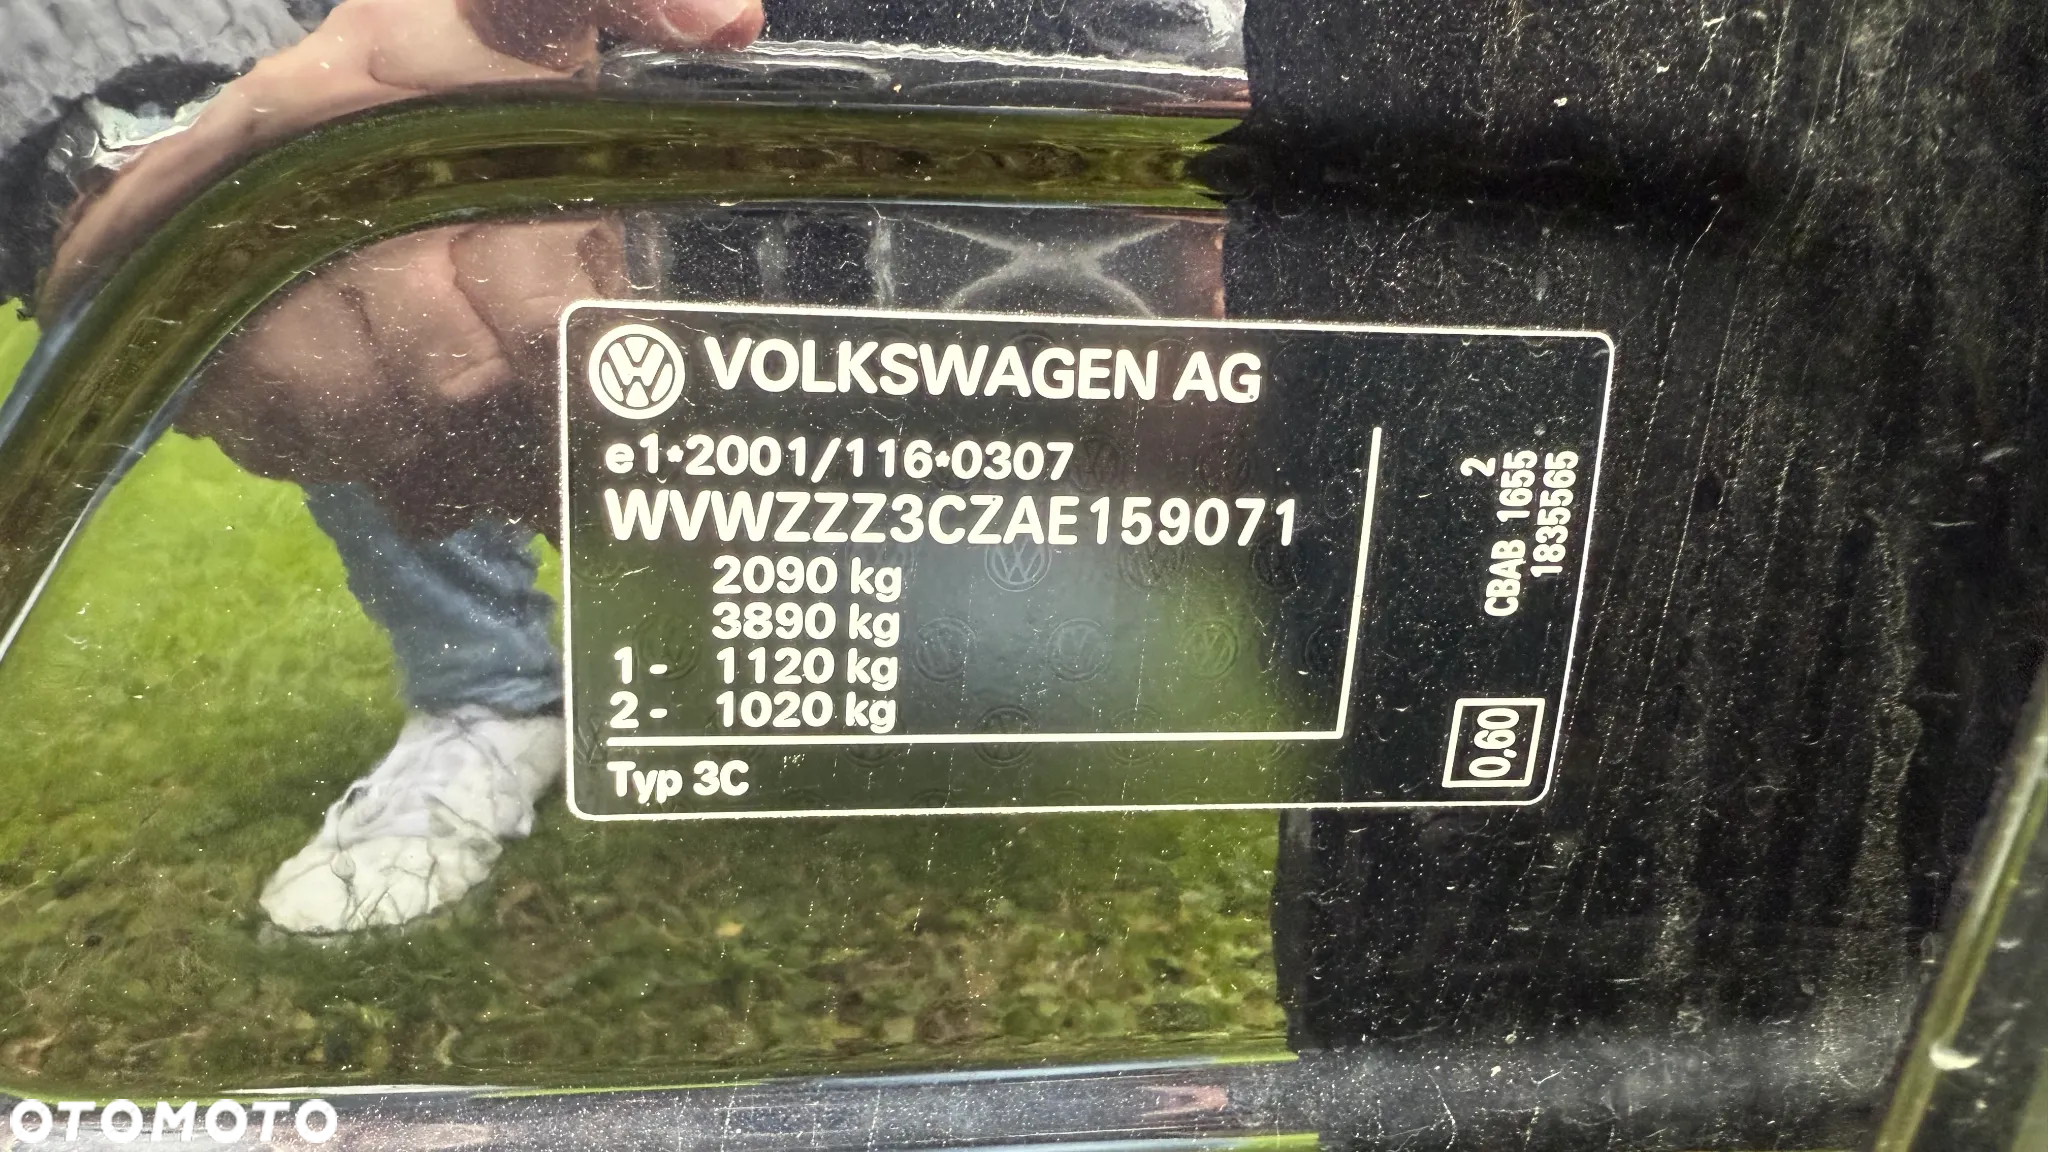 VOLKSWAGEN AG
e1*2001/116*0307
WVWZZZ3CZAE159071
2090 kg
3890 kg
1 - 1120 kg
2 - 1020 kg
Typ 3C
2
CBAB 1655
1835565
0,60
OTOMOTO